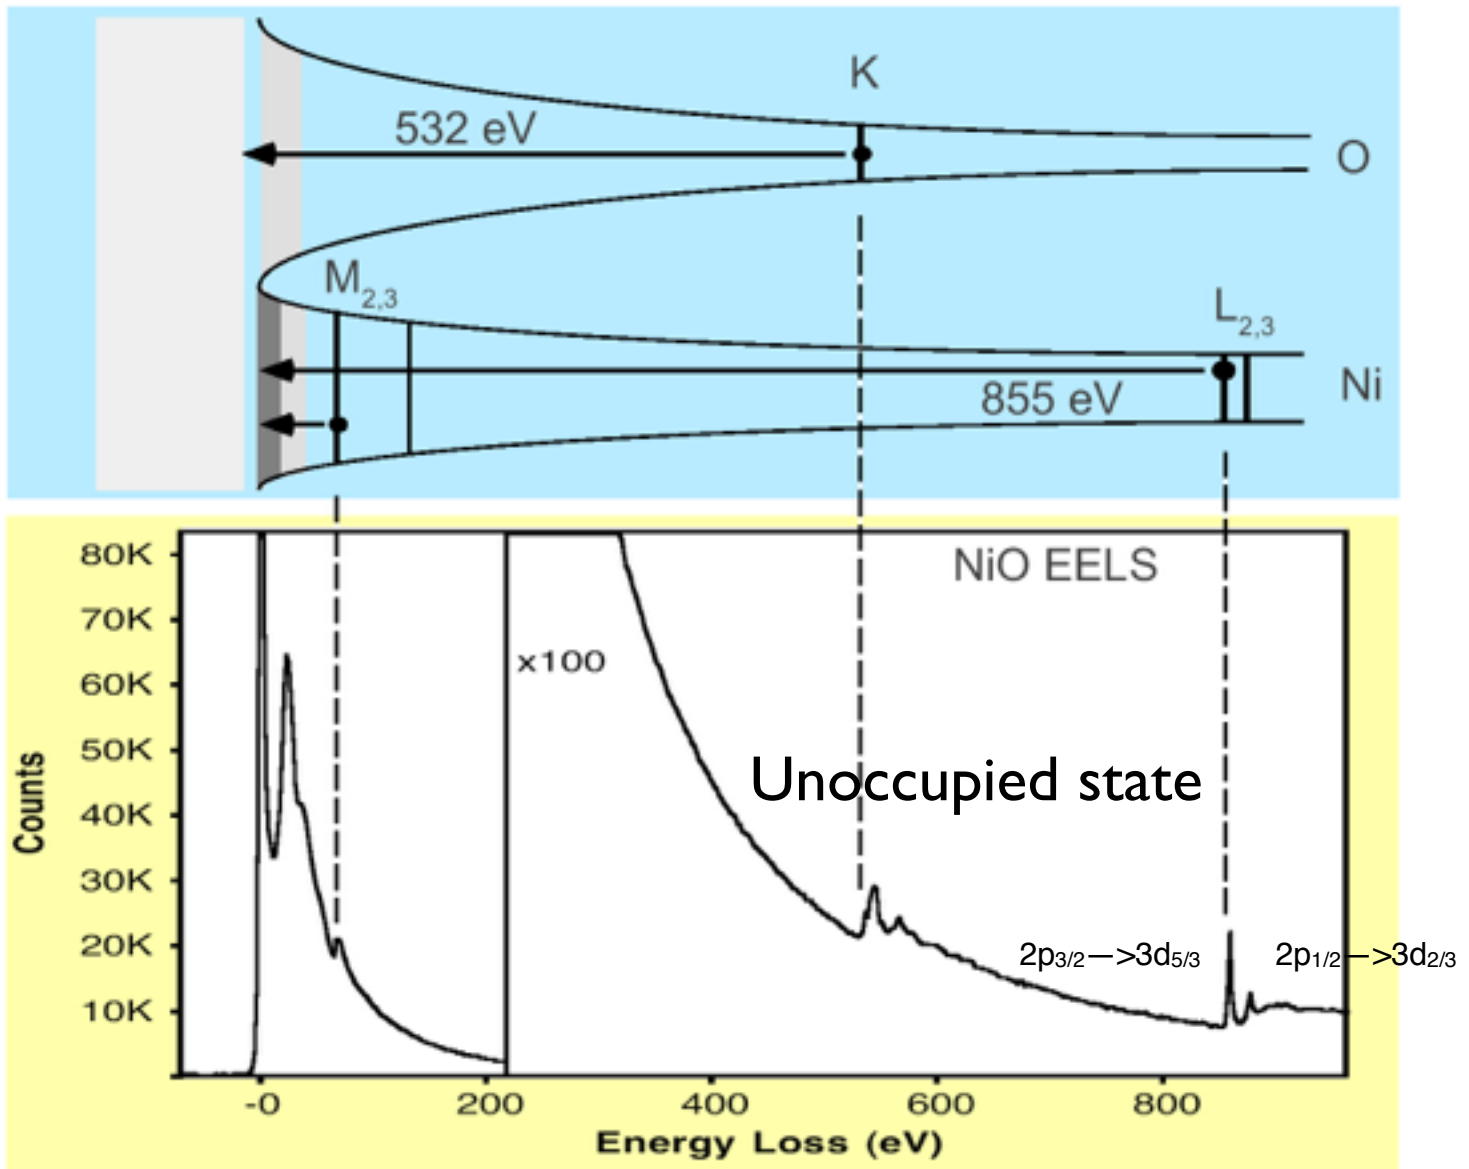 K
532 eV
O
M2,3
L2,3
855 eV
Ni
80K
NiO EELS
70K
x100
60K
50K
Unoccupied state
Counts
40K
30K
20K
2p3/2—>3d5/3
2p1/2—>3d2/3
10K
-0
200
400
600
800
Energy Loss (eV)